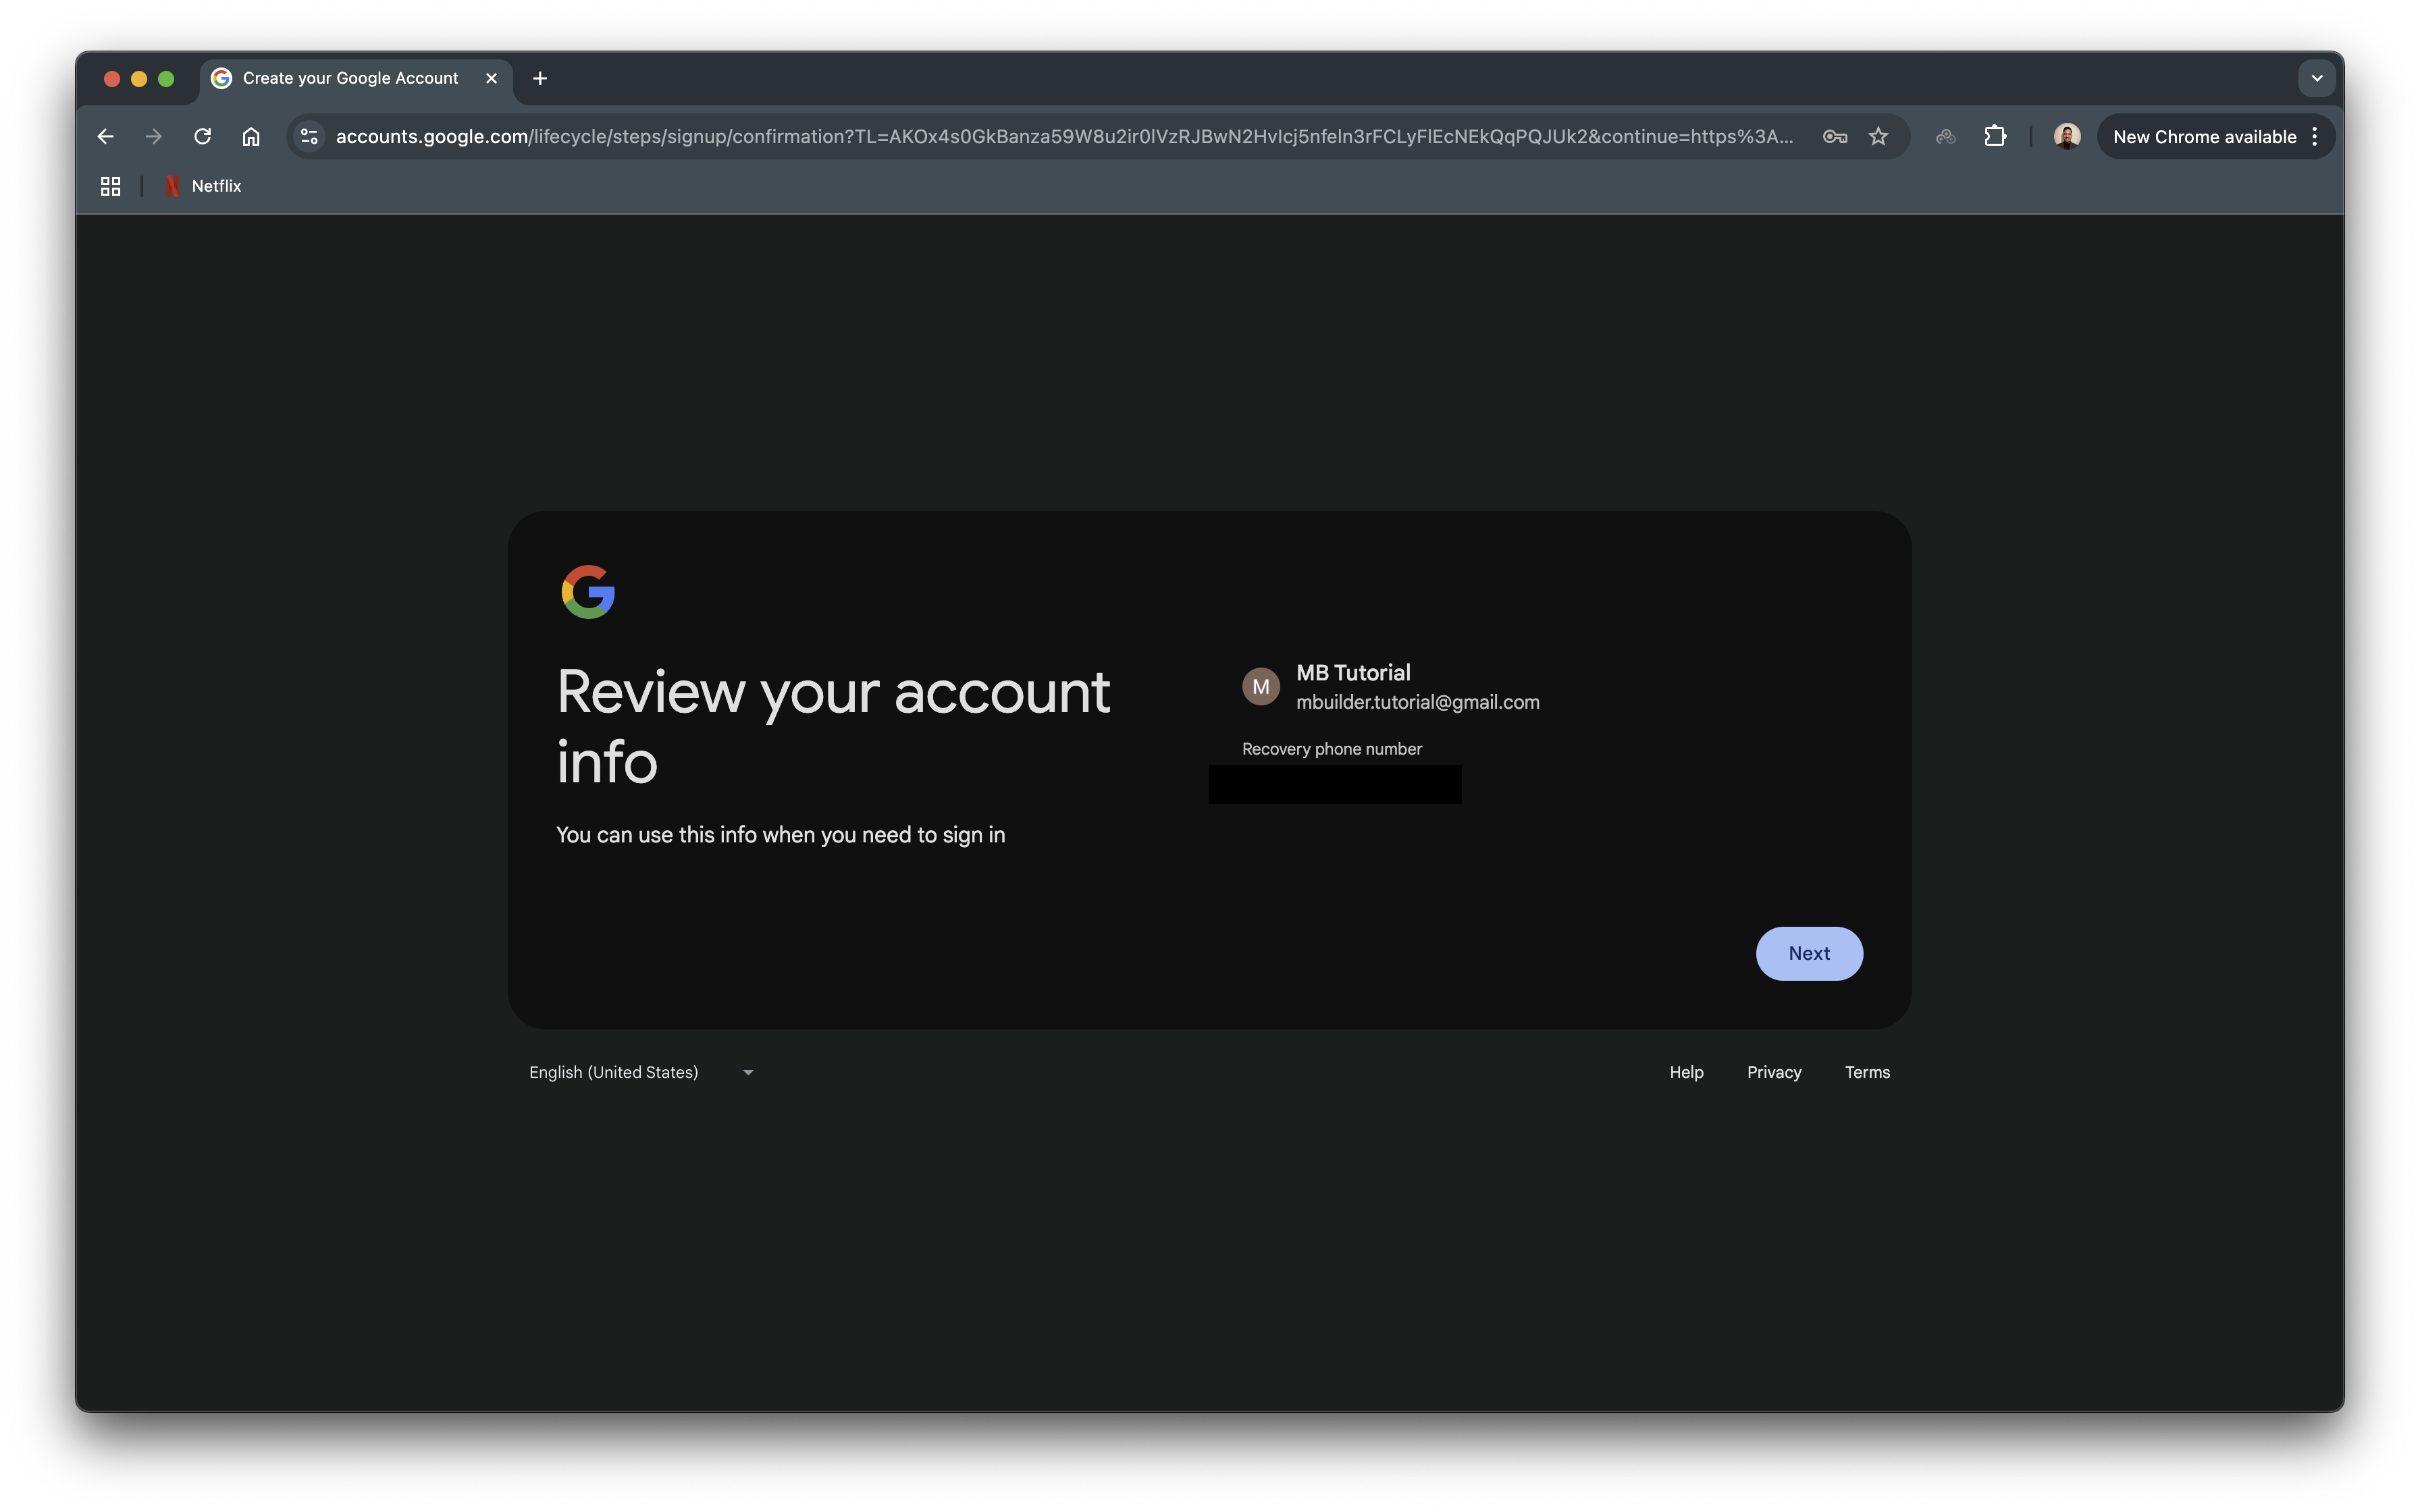 Create your Google Account
accounts.google.com/lifecycle/steps/signup/confirmation?TL=AKOx4s0GkBanza59W8u2ir0lVzRJBwN2HvIcj5nfeIn3rFCLyFlEcNEkQqPQJUk2&continue=https%3A...
New Chrome available
Netflix
Review your account
info
You can use this info when you need to sign in
M
MB Tutorial
mbuilder.tutorial@gmail.com
Recovery phone number
Next
English (United States)
Help
Privacy
Terms